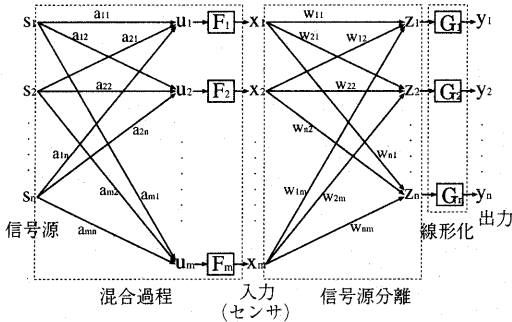 s1 a11 u1 F1 x1 w11 z1 G1 y1
a12 a21 w21 w12
s2 a22 u2 F2 x2 w22 z2 G2 y2
a2n wn2
a1n wn1
am2 am1 w1m w2m
sn zn Gn yn
amn wnm
信号源 線形化 出力
um Fm xm
混合過程 入力 信号源分離
(センサ)